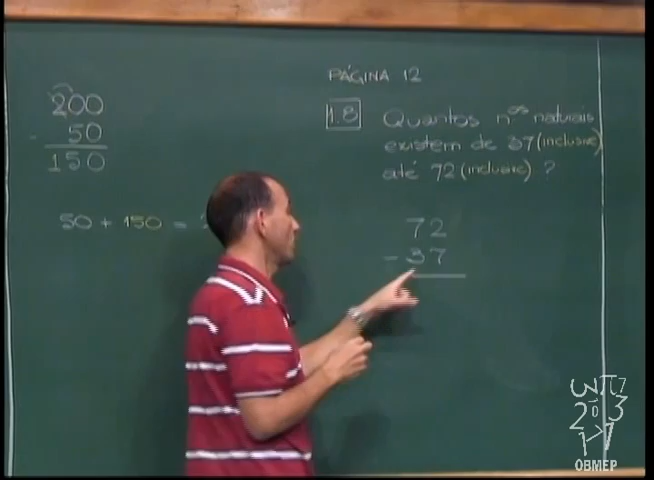 200
- 50
150
50 + 150 =
PÁGINA 12
1.8 Quantos nºs naturais
existem de 37 (inclusive)
até 72 (inclusive) ?
72
- 37
OBMEP